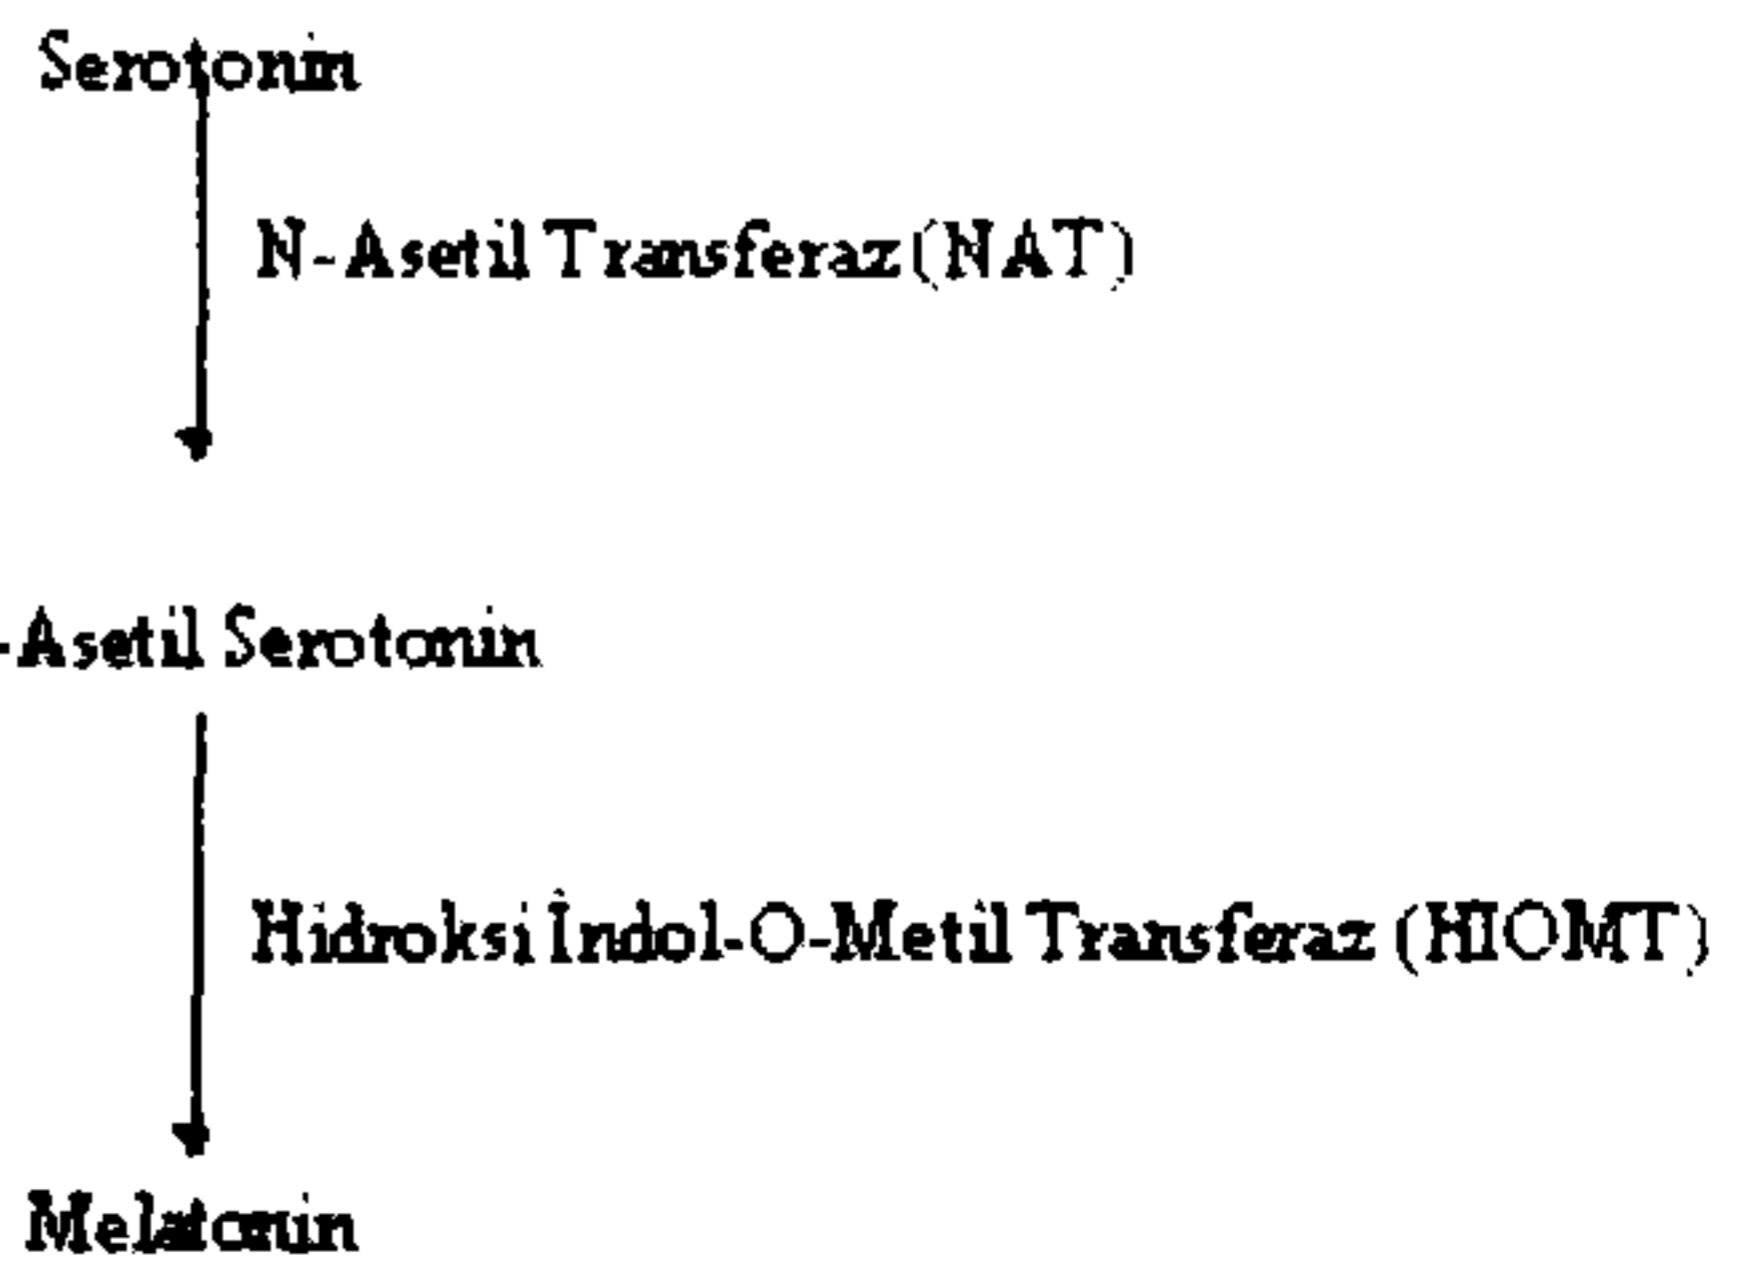 Serotonin
N-Asetil Transferaz (NAT)
-Asetil Serotonin
Hidroksi İndol-O-Metil Transferaz (HIOMT)
Melatonin